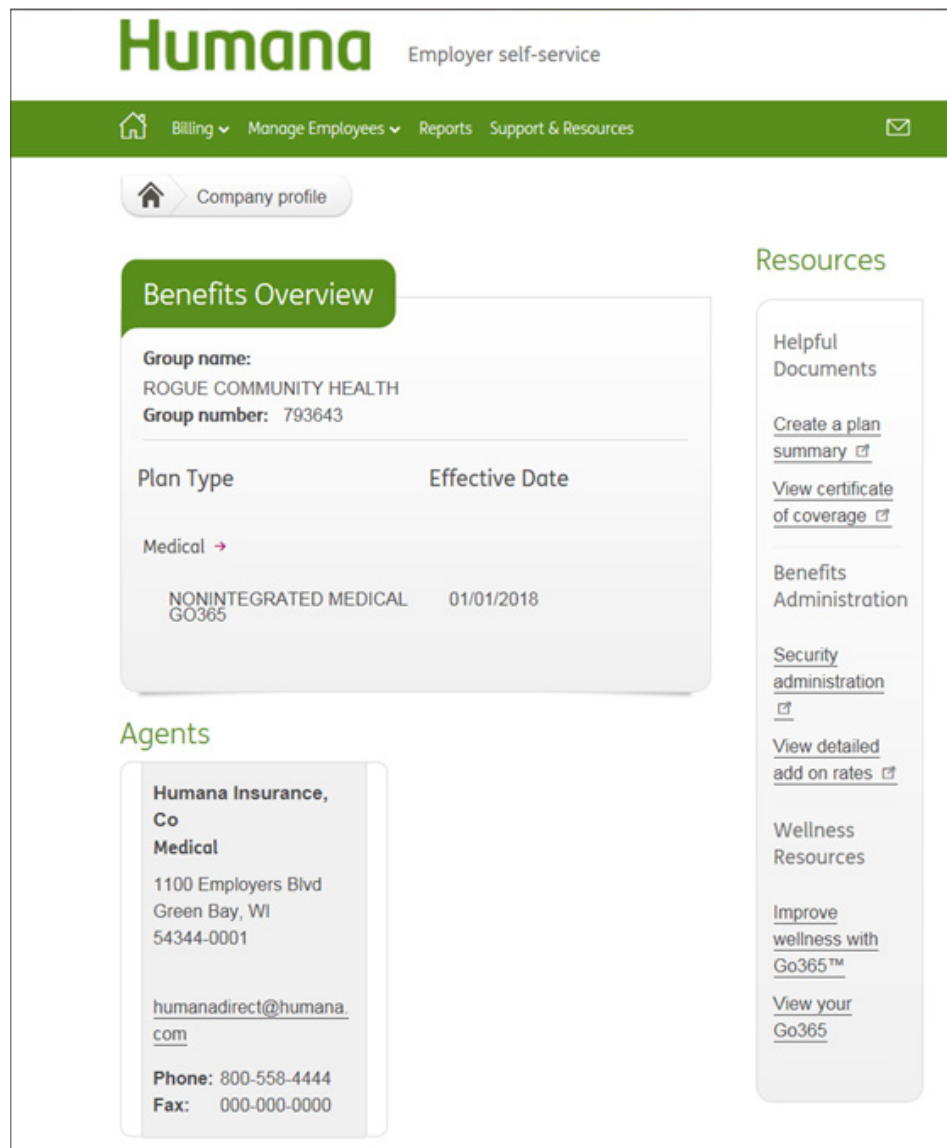 Humana
Employer self-service
Billing Manage Employees Reports Support & Resources
Company profile
Benefits Overview
Group name:
ROGUE COMMUNITY HEALTH
Group number: 793643
Plan Type Effective Date
Medical →
NONINTEGRATED MEDICAL 01/01/2018
GO365
Agents
Humana Insurance,
Co
Medical
1100 Employers Blvd
Green Bay, WI
54344-0001
humanadirect@humana.
com
Phone: 800-558-4444
Fax: 000-000-0000
Resources
Helpful
Documents
Create a plan
summary
View certificate
of coverage
Benefits
Administration
Security
administration
View detailed
add on rates
Wellness
Resources
Improve
wellness with
Go365™
View your
Go365